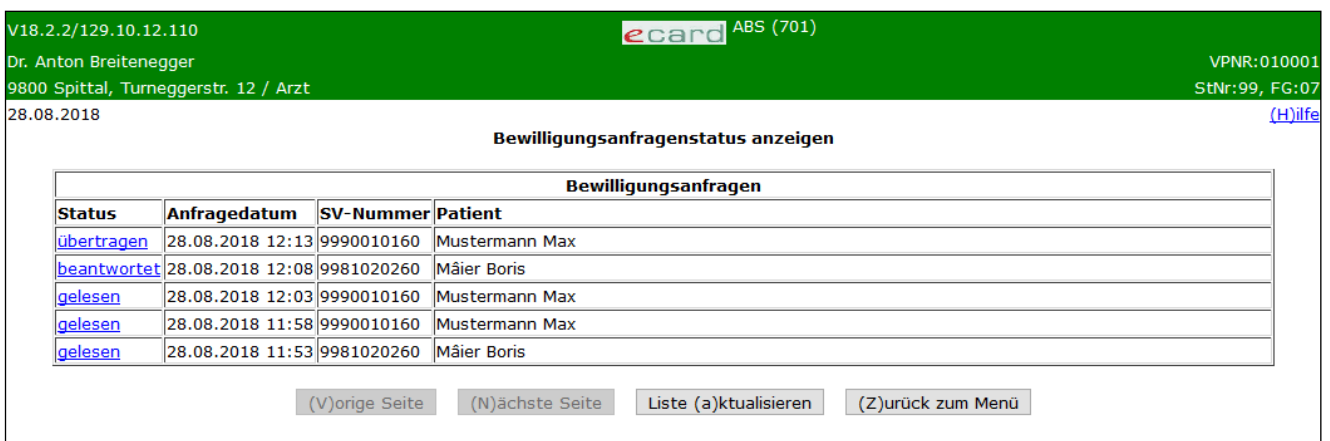 V18.2.2/129.10.12.110 ecard ABS (701)
Dr. Anton Breitenegger VPNR:010001
9800 Spittal, Turneggerstr. 12 / Arzt StNr:99, FG:07
28.08.2018 (H)ilfe
Bewilligungsanfragenstatus anzeigen
Bewilligungsanfragen
Status Anfragedatum SV-Nummer Patient
übertragen 28.08.2018 12:13 9990010160 Mustermann Max
beantwortet 28.08.2018 12:08 9981020260 Mâier Boris
gelesen 28.08.2018 12:03 9990010160 Mustermann Max
gelesen 28.08.2018 11:58 9990010160 Mustermann Max
gelesen 28.08.2018 11:53 9981020260 Mâier Boris
(V)orige Seite (N)ächste Seite Liste (a)ktualisieren (Z)urück zum Menü